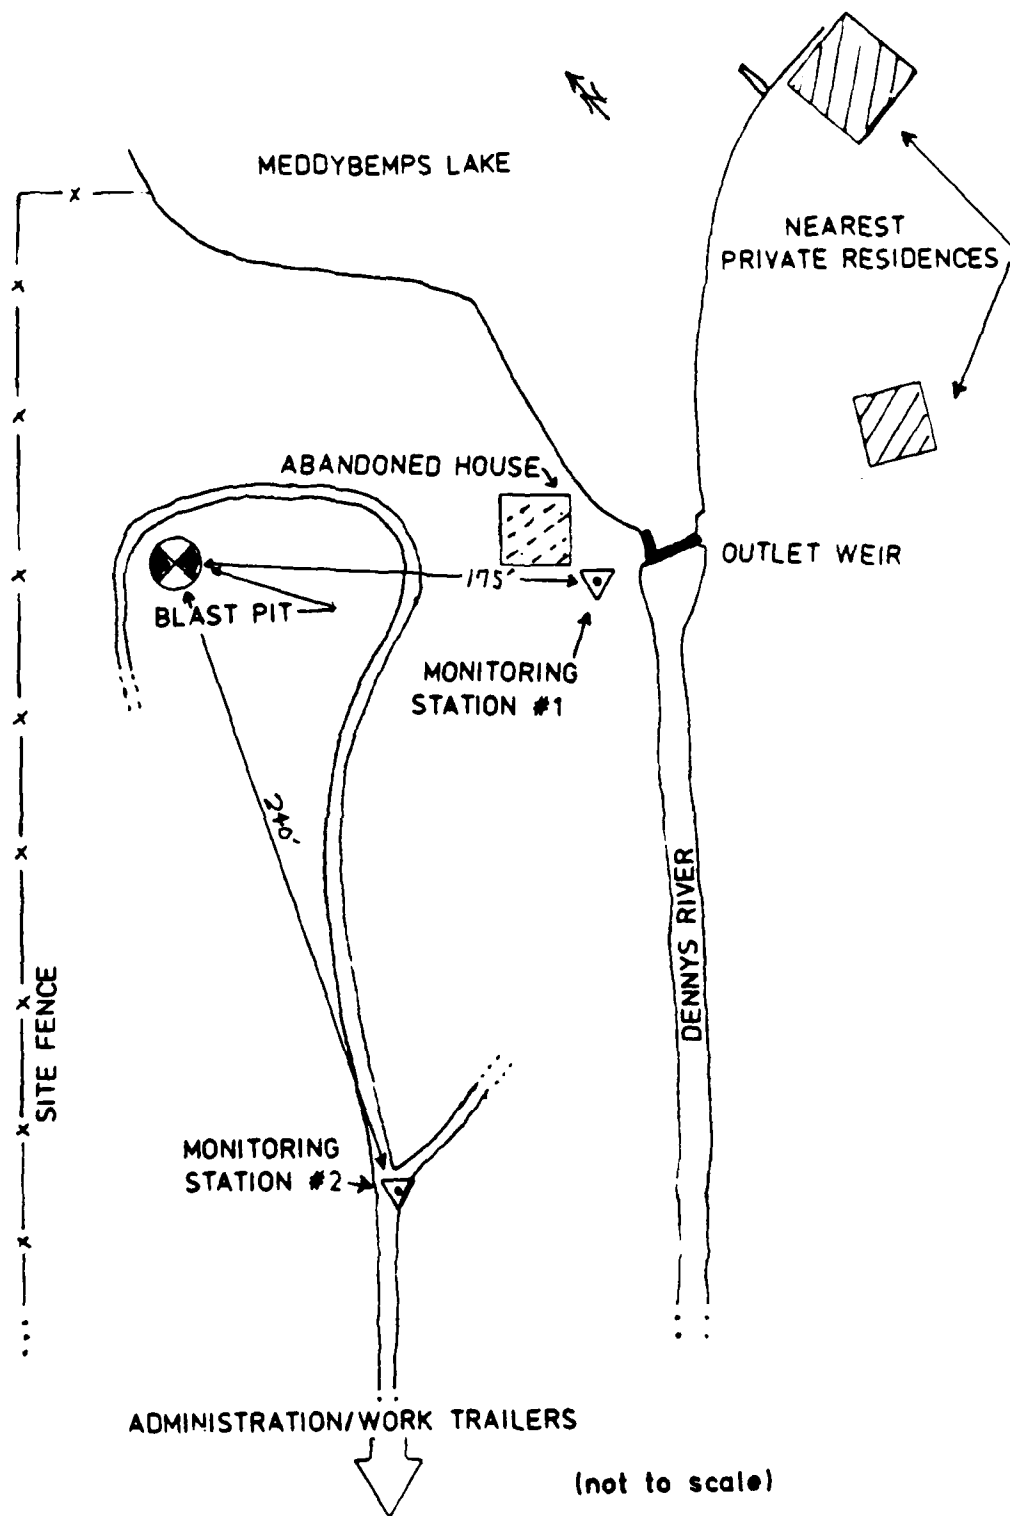 N
MEDDYBEMPS LAKE
NEAREST
PRIVATE RESIDENCES
ABANDONED HOUSE
OUTLET WEIR
175'
BLAST PIT
MONITORING
STATION #1
240'
DENNYS RIVER
SITE FENCE
MONITORING
STATION #2
ADMINISTRATION/WORK TRAILERS
(not to scale)